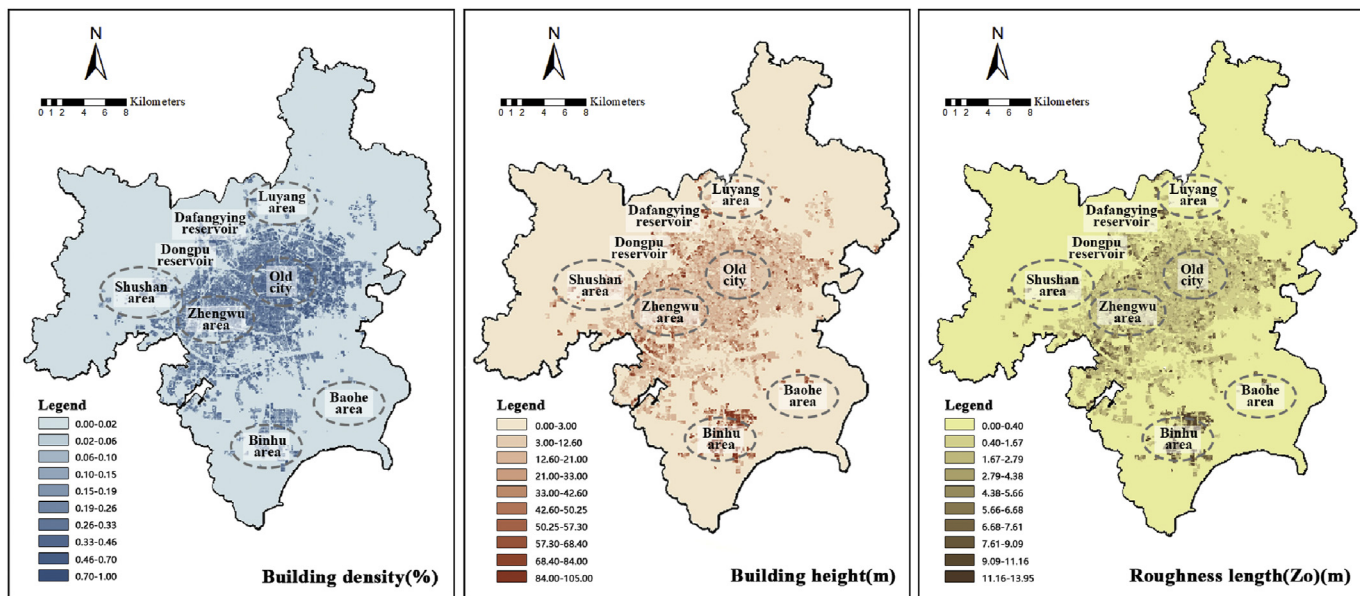 N
0 1 2 4 6 8 Kilometers
Luyang
area
Dafangying
reservoir
Dongpu
reservoir
Shushan
area
Old
city
Zhengwu
area
Baohe
area
Binhu
area
Legend
0.00-0.02
0.02-0.06
0.06-0.10
0.10-0.15
0.15-0.19
0.19-0.26
0.26-0.33
0.33-0.46
0.46-0.70
0.70-1.00
Building density(%)
N
0 1 2 4 6 8 Kilometers
Luyang
area
Dafangying
reservoir
Dongpu
reservoir
Shushan
area
Old
city
Zhengwu
area
Baohe
area
Binhu
area
Legend
0.00-3.00
3.00-12.60
12.60-21.00
21.00-33.00
33.00-42.60
42.60-50.25
50.25-57.30
57.30-68.40
68.40-84.00
84.00-105.00
Building height(m)
N
0 1 2 4 6 8 Kilometers
Luyang
area
Dafangying
reservoir
Dongpu
reservoir
Shushan
area
Old
city
Zhengwu
area
Baohe
area
Binhu
area
Legend
0.00-0.40
0.40-1.67
1.67-2.79
2.79-4.38
4.38-5.66
5.66-6.68
6.68-7.61
7.61-9.09
9.09-11.16
11.16-13.95
Roughness length(Zo)(m)